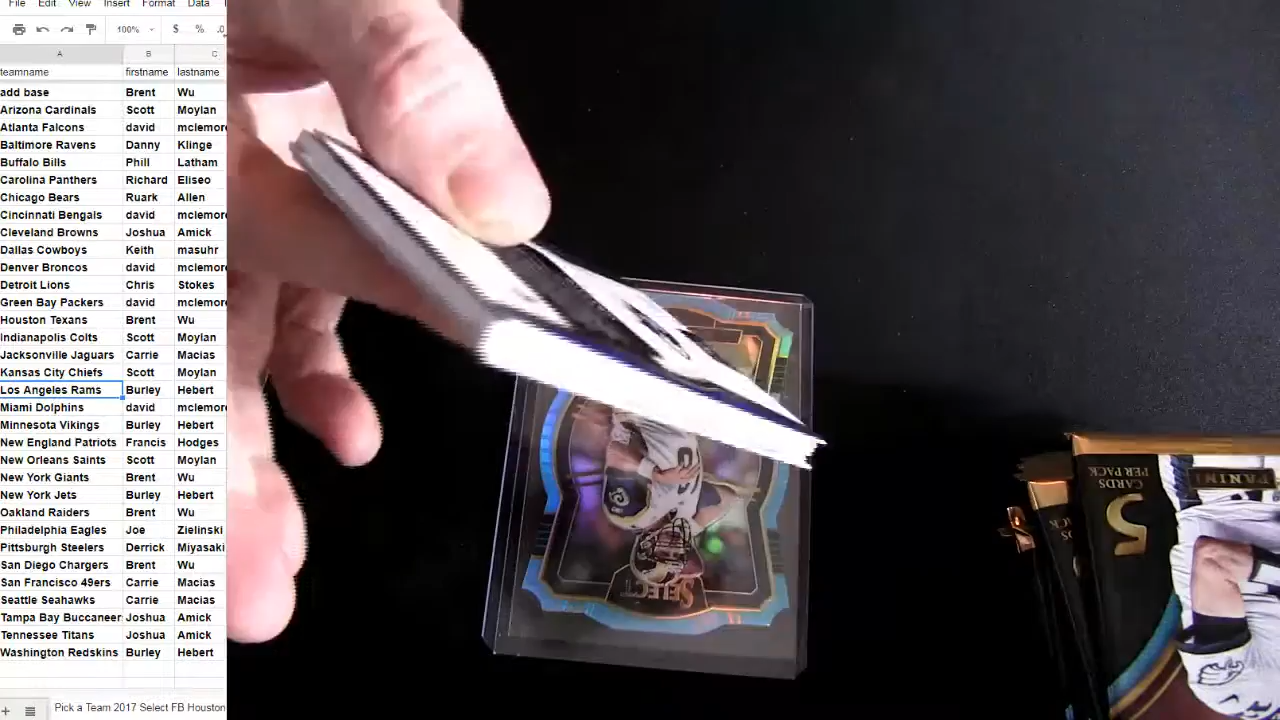 File Edit View Insert Format Data
100% $ % .0
A B C
teamname firstname lastname
add base Brent Wu
Arizona Cardinals Scott Moylan
Atlanta Falcons david mclemore
Baltimore Ravens Danny Klinge
Buffalo Bills Phill Latham
Carolina Panthers Richard Eliseo
Chicago Bears Ruark Allen
Cincinnati Bengals david mclemore
Cleveland Browns Joshua Amick
Dallas Cowboys Keith masuhr
Denver Broncos david mclemore
Detroit Lions Chris Stokes
Green Bay Packers david mclemore
Houston Texans Brent Wu
Indianapolis Colts Scott Moylan
Jacksonville Jaguars Carrie Macias
Kansas City Chiefs Scott Moylan
Los Angeles Rams Burley Hebert
Miami Dolphins david mclemore
Minnesota Vikings Burley Hebert
New England Patriots Francis Hodges
New Orleans Saints Scott Moylan
New York Giants Brent Wu
New York Jets Burley Hebert
Oakland Raiders Brent Wu
Philadelphia Eagles Joe Zielinski
Pittsburgh Steelers Derrick Miyasaki
San Diego Chargers Brent Wu
San Francisco 49ers Carrie Macias
Seattle Seahawks Carrie Macias
Tampa Bay Buccaneer Joshua Amick
Tennessee Titans Joshua Amick
Washington Redskins Burley Hebert
Pick a Team 2017 Select FB Houston
SELECT
5
CARDS
PER PACK
PANINI